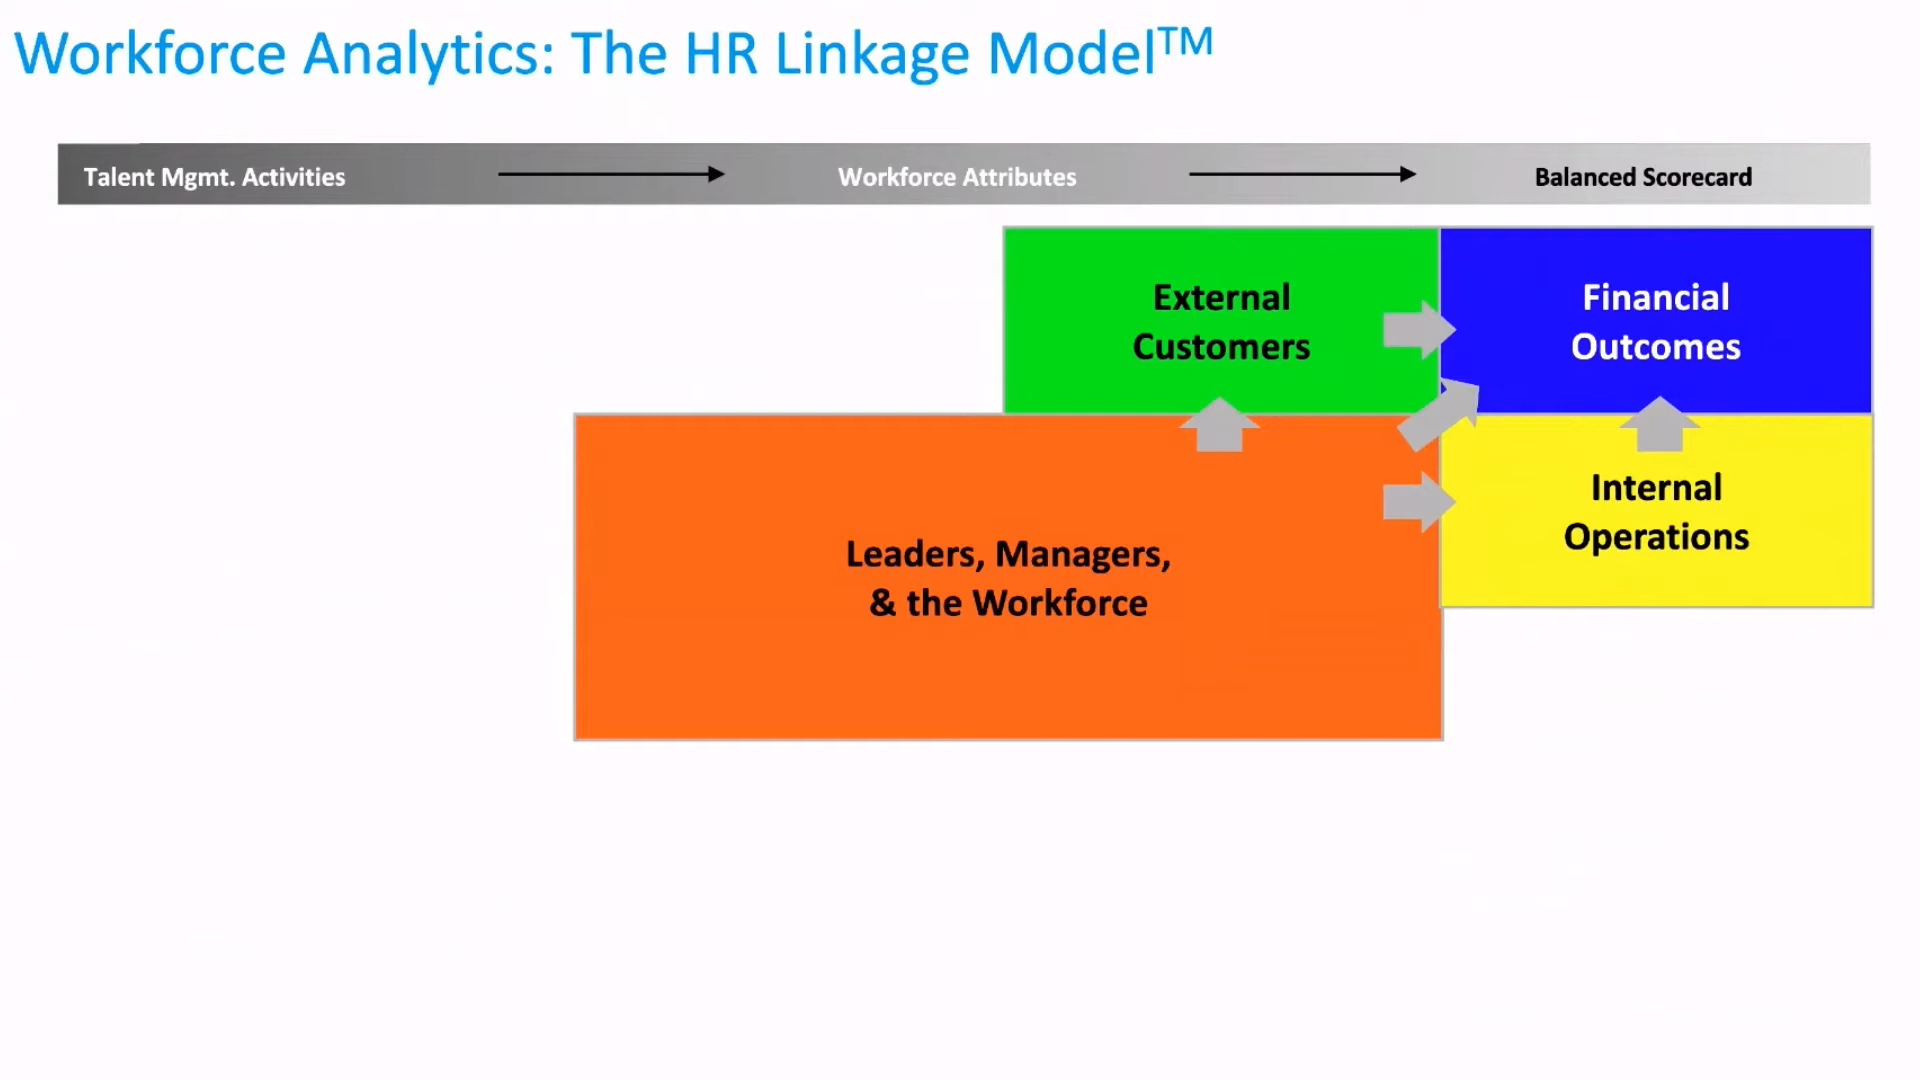 Workforce Analytics: The HR Linkage Model™
Talent Mgmt. Activities
Workforce Attributes
Balanced Scorecard
External
Customers
Financial
Outcomes
Internal
Operations
Leaders, Managers,
& the Workforce